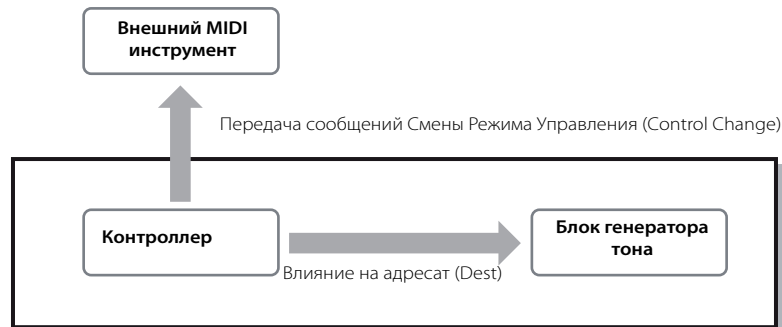 Внешний MIDI
инструмент
Передача сообщений Смены Режима Управления (Control Change)
Контроллер
Блок генератора
тона
Влияние на адресат (Dest)